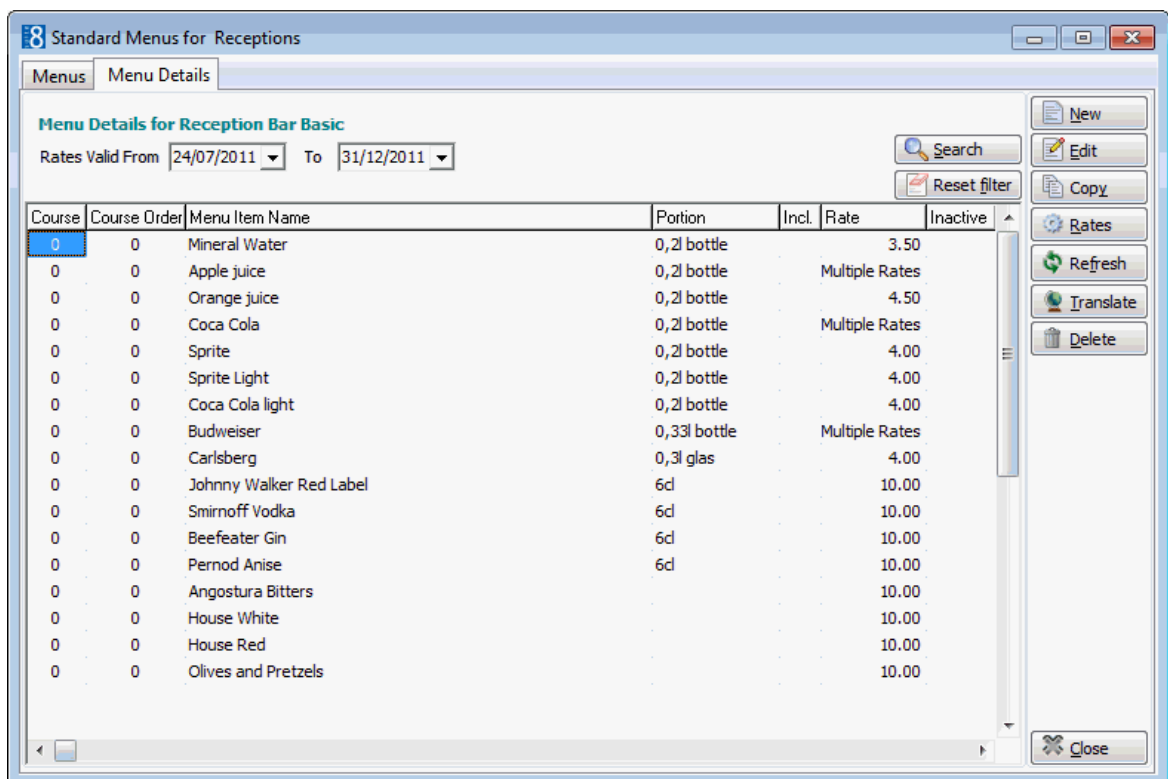 8 Standard Menus for Receptions
Menus Menu Details
Menu Details for Reception Bar Basic
Rates Valid From 24/07/2011 To 31/12/2011
Search
Reset filter
Course Course Order Menu Item Name Portion Incl. Rate Inactive
0 0 Mineral Water 0,2l bottle 3.50
0 0 Apple juice 0,2l bottle Multiple Rates
0 0 Orange juice 0,2l bottle 4.50
0 0 Coca Cola 0,2l bottle Multiple Rates
0 0 Sprite 0,2l bottle 4.00
0 0 Sprite Light 0,2l bottle 4.00
0 0 Coca Cola light 0,2l bottle 4.00
0 0 Budweiser 0,33l bottle Multiple Rates
0 0 Carlsberg 0,3l glas 4.00
0 0 Johnny Walker Red Label 6cl 10.00
0 0 Smirnoff Vodka 6cl 10.00
0 0 Beefeater Gin 6cl 10.00
0 0 Pernod Anise 6cl 10.00
0 0 Angostura Bitters 10.00
0 0 House White 10.00
0 0 House Red 10.00
0 0 Olives and Pretzels 10.00
New
Edit
Copy
Rates
Refresh
Translate
Delete
Close